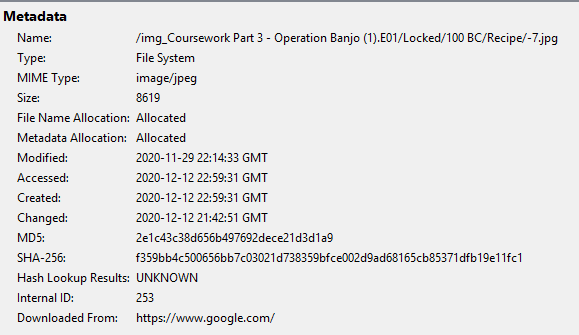 Metadata
Name: /img_Coursework Part 3 - Operation Banjo (1).E01/Locked/100 BC/Recipe/-7.jpg
Type: File System
MIME Type: image/jpeg
Size: 8619
File Name Allocation: Allocated
Metadata Allocation: Allocated
Modified: 2020-11-29 22:14:33 GMT
Accessed: 2020-12-12 22:59:31 GMT
Created: 2020-12-12 22:59:31 GMT
Changed: 2020-12-12 21:42:51 GMT
MD5: 2e1c43c38d656b497692dece21d3d1a9
SHA-256: f359bb4c500656bb7c03021d738359bfce002d9ad68165cb85371dfb19e11fc1
Hash Lookup Results: UNKNOWN
Internal ID: 253
Downloaded From: https://www.google.com/